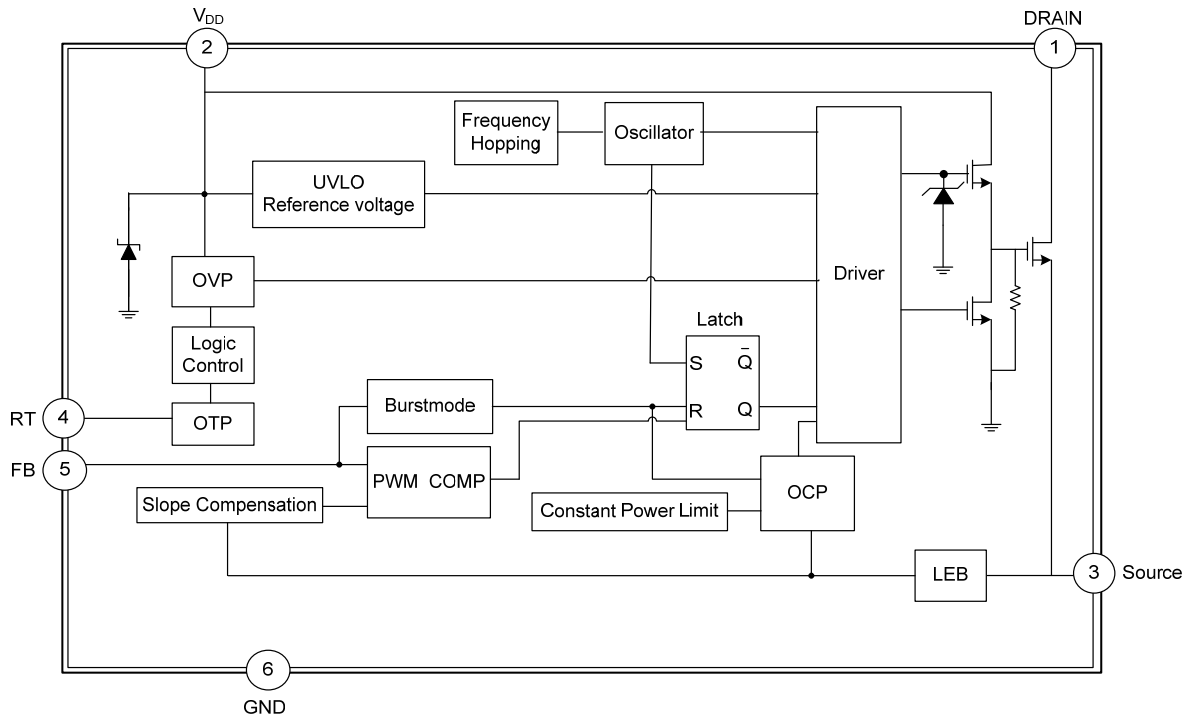 VDD
DRAIN
2
1
Frequency
Hopping
Oscillator
UVLO
Reference voltage
OVP
Driver
Logic
Control
Latch
S
Q̄
RT
4
OTP
Burstmode
R
Q
FB
5
PWM COMP
Slope Compensation
Constant Power Limit
OCP
LEB
3
Source
6
GND